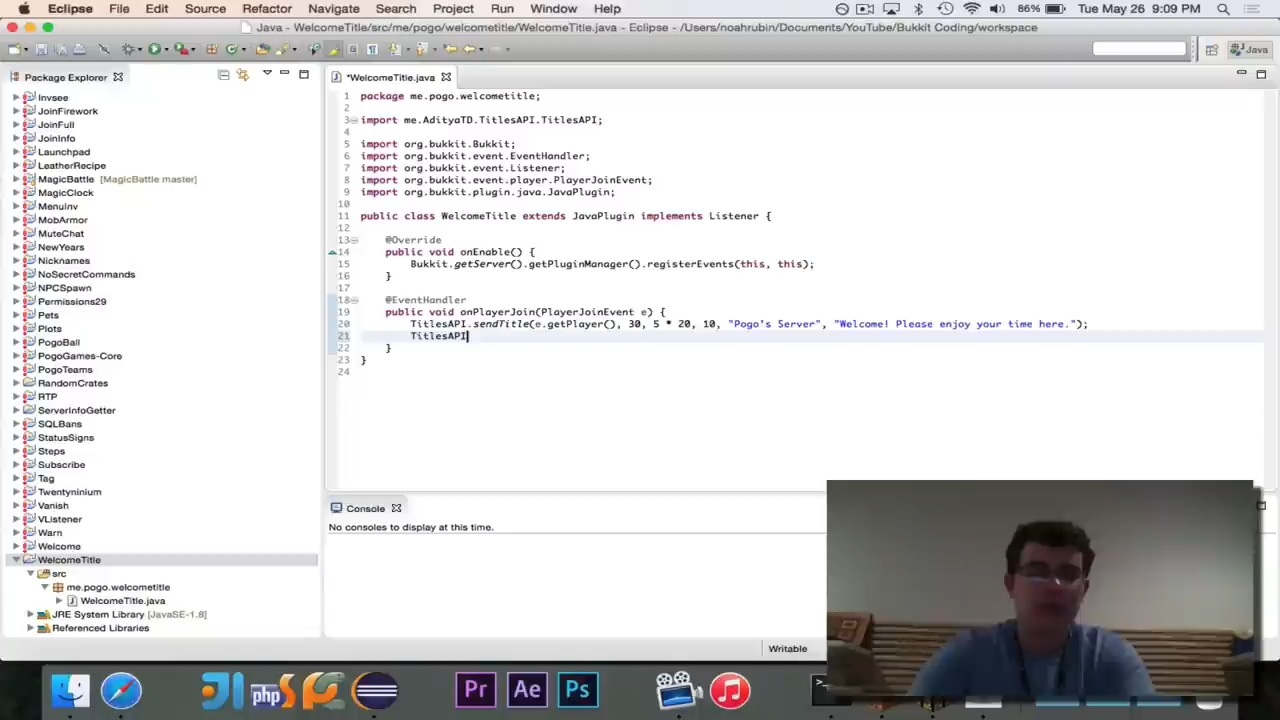 Eclipse File Edit Source Refactor Navigate Search Project Run Window Help 86% Tue May 26 9:09 PM
Java - WelcomeTitle/src/me/pogo/welcometitle/WelcomeTitle.java - Eclipse - /Users/noahrubin/Documents/YouTube/Bukkit Coding/workspace
Java
Package Explorer
Invsee
JoinFirework
JoinFull
JoinInfo
Launchpad
LeatherRecipe
MagicBattle [MagicBattle master]
MagicClock
MenuInv
MobArmor
MuteChat
NewYears
Nicknames
NoSecretCommands
NPCSpawn
Permissions29
Pets
Plots
PogoBall
PogoGames-Core
PogoTeams
RandomCrates
RTP
ServerInfoGetter
SQLBans
StatusSigns
Steps
Subscribe
Tag
Twentyninium
Vanish
VListener
Warn
Welcome
WelcomeTitle
src
me.pogo.welcometitle
WelcomeTitle.java
JRE System Library [JavaSE-1.8]
Referenced Libraries
*WelcomeTitle.java
1 package me.pogo.welcometitle;
2
3 import me.AdityaTD.TitlesAPI.TitlesAPI;
4
5 import org.bukkit.Bukkit;
6 import org.bukkit.event.EventHandler;
7 import org.bukkit.event.Listener;
8 import org.bukkit.event.player.PlayerJoinEvent;
9 import org.bukkit.plugin.java.JavaPlugin;
10
11 public class WelcomeTitle extends JavaPlugin implements Listener {
12
13 @Override
14 public void onEnable() {
15 Bukkit.getServer().getPluginManager().registerEvents(this, this);
16 }
17
18 @EventHandler
19 public void onPlayerJoin(PlayerJoinEvent e) {
20 TitlesAPI.sendTitle(e.getPlayer(), 30, 5 * 20, 10, "Pogo's Server", "Welcome! Please enjoy your time here.");
21 TitlesAPI
22 }
23 }
24
Console
No consoles to display at this time.
Writable
php
Pr
Ae
Ps